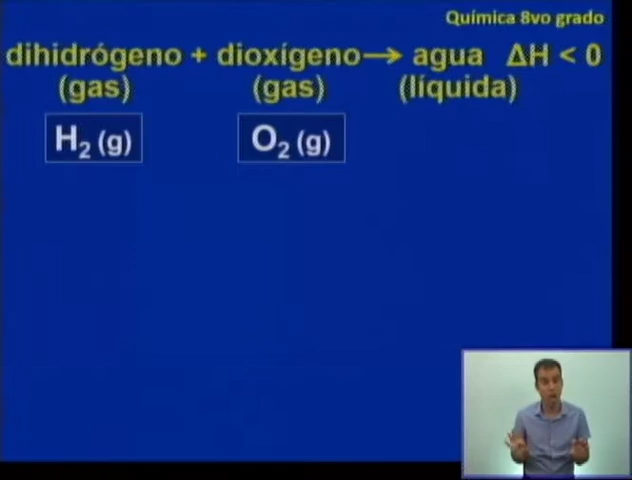 Química 8vo grado
dihidrógeno + dioxígeno → agua ΔH < 0
(gas) (gas) (líquida)
H₂ (g) O₂ (g)